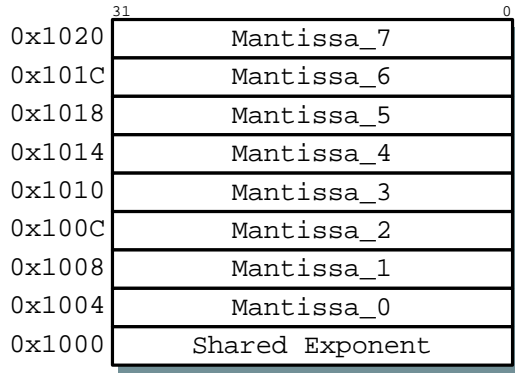 31 0
0x1020 Mantissa_7
0x101C Mantissa_6
0x1018 Mantissa_5
0x1014 Mantissa_4
0x1010 Mantissa_3
0x100C Mantissa_2
0x1008 Mantissa_1
0x1004 Mantissa_0
0x1000 Shared Exponent